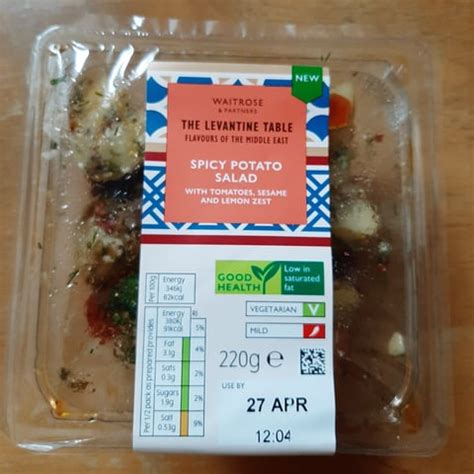 NEW
WAITROSE
& PARTNERS
THE LEVANTINE TABLE
FLAVOURS OF THE MIDDLE EAST
SPICY POTATO
SALAD
WITH TOMATOES, SESAME
AND LEMON ZEST
GOOD
HEALTH
Low in
saturated
fat
VEGETARIAN V
MILD
220g e
USE BY
27 APR
12:04
Per 100g
Energy
346kJ
82kcal
Per 1/2 pack as prepared provides
RI
Energy
380kJ
91kcal
5%
Fat
3.1g
4%
Sats
0.3g
2%
Sugars
1.9g
2%
Salt
0.53g
9%